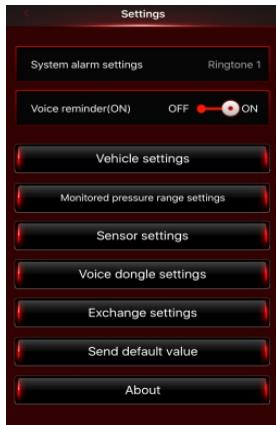 Settings
System alarm settings Ringtone 1
Voice reminder(ON) OFF ON
Vehicle settings
Monitored pressure range settings
Sensor settings
Voice dongle settings
Exchange settings
Send default value
About